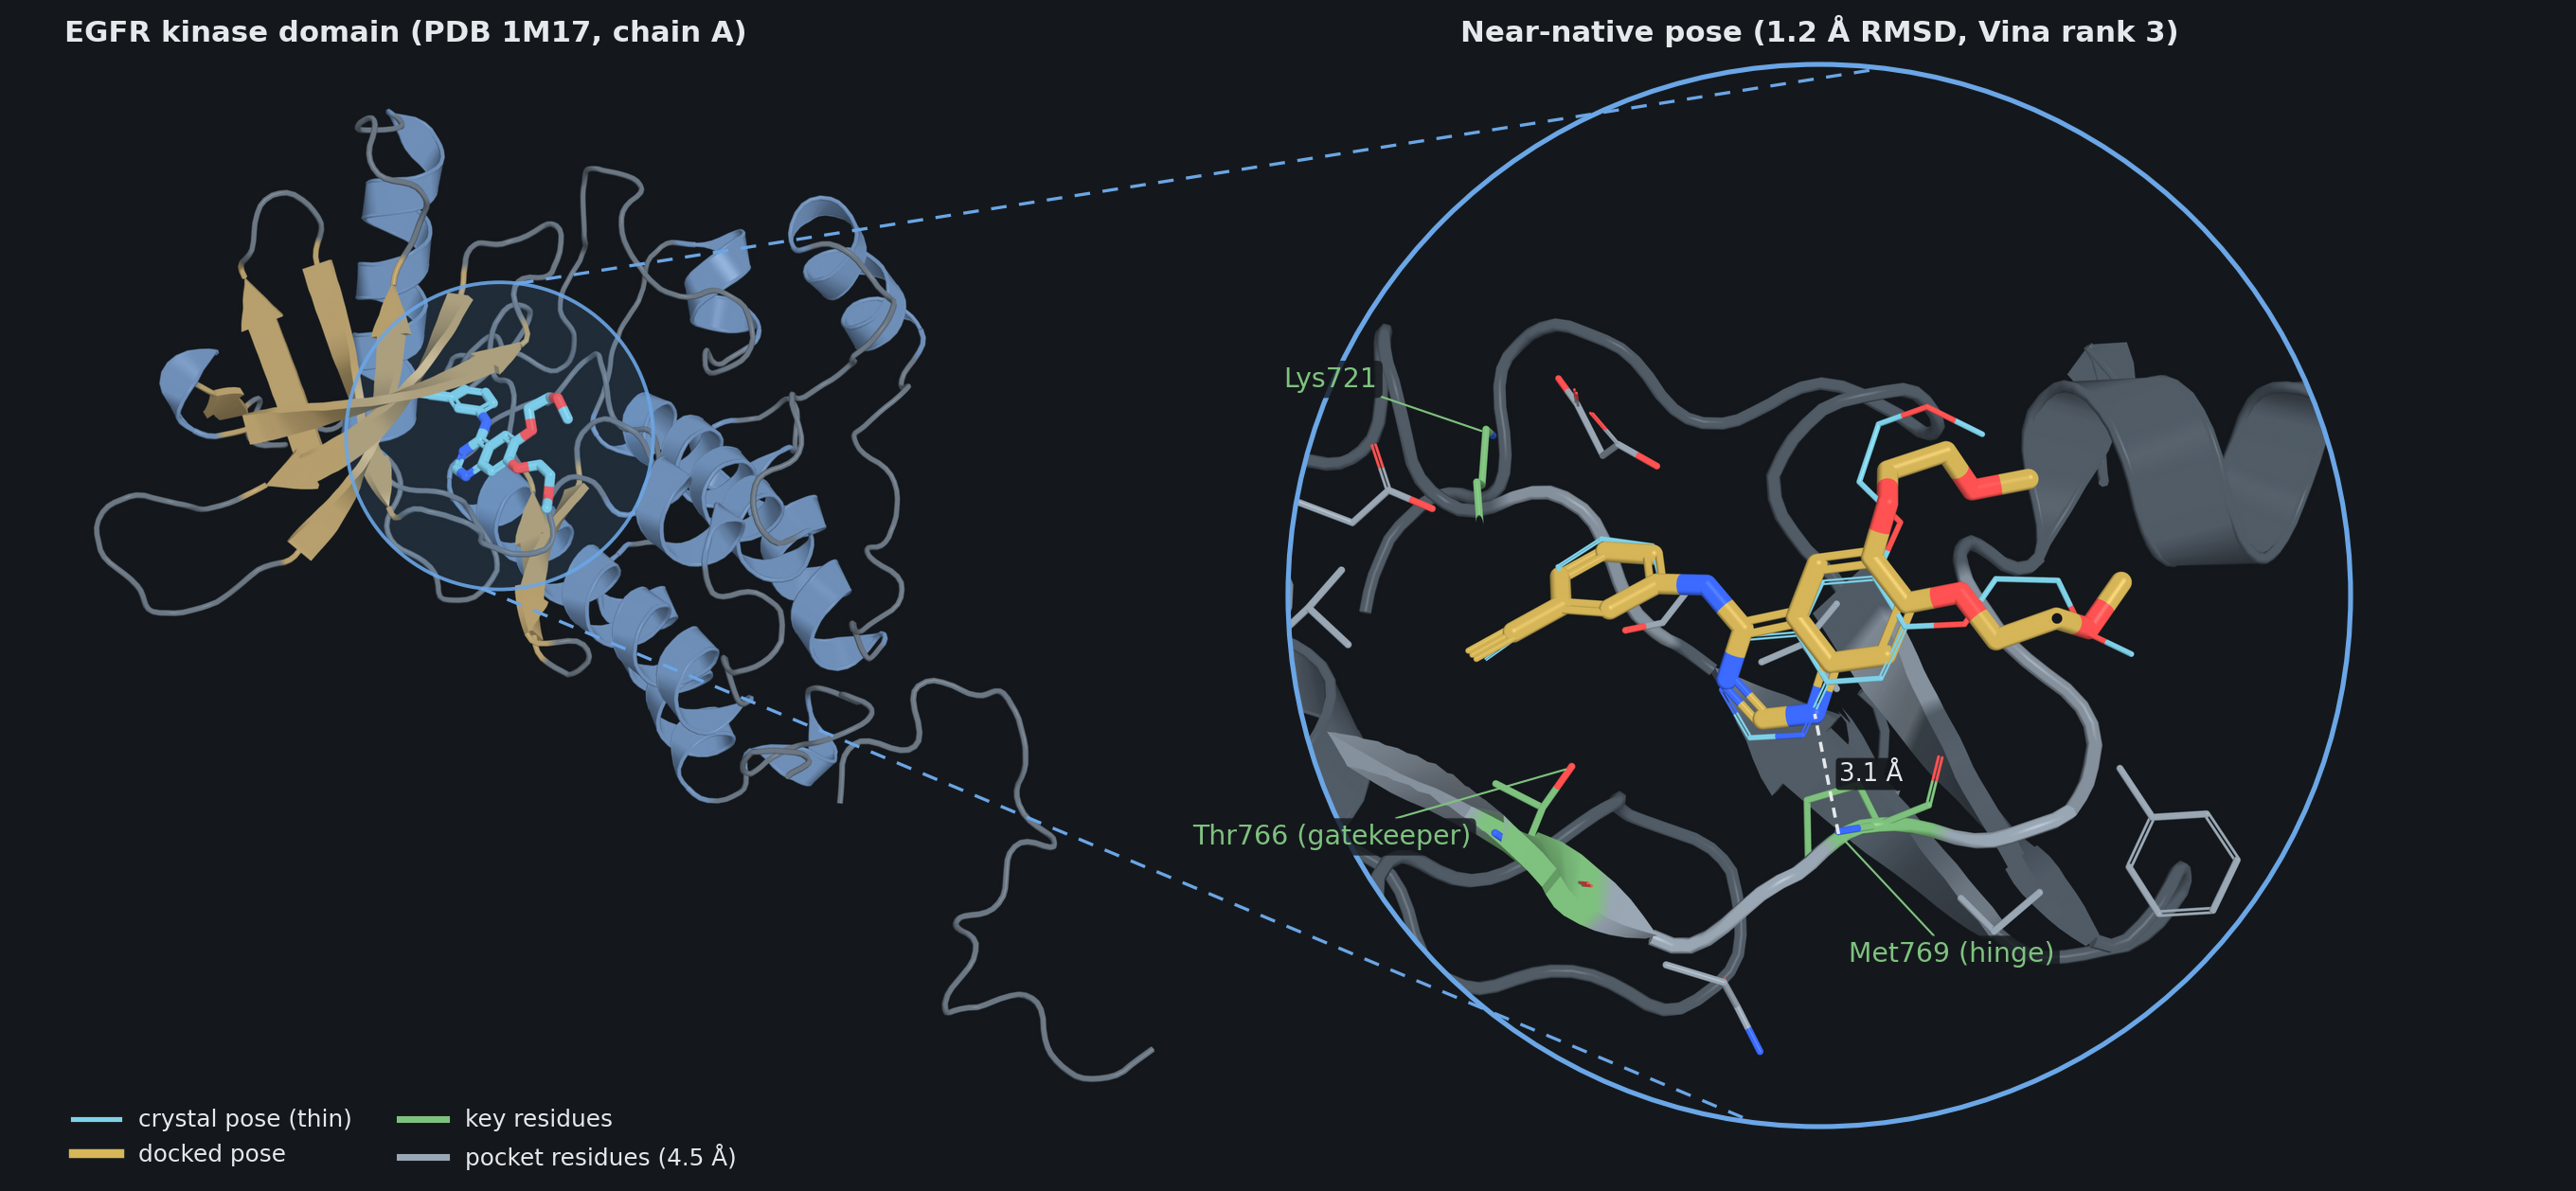 EGFR kinase domain (PDB 1M17, chain A)
Near-native pose (1.2 Å RMSD, Vina rank 3)
Lys721
3.1 Å
Thr766 (gatekeeper)
Met769 (hinge)
crystal pose (thin)
docked pose
key residues
pocket residues (4.5 Å)